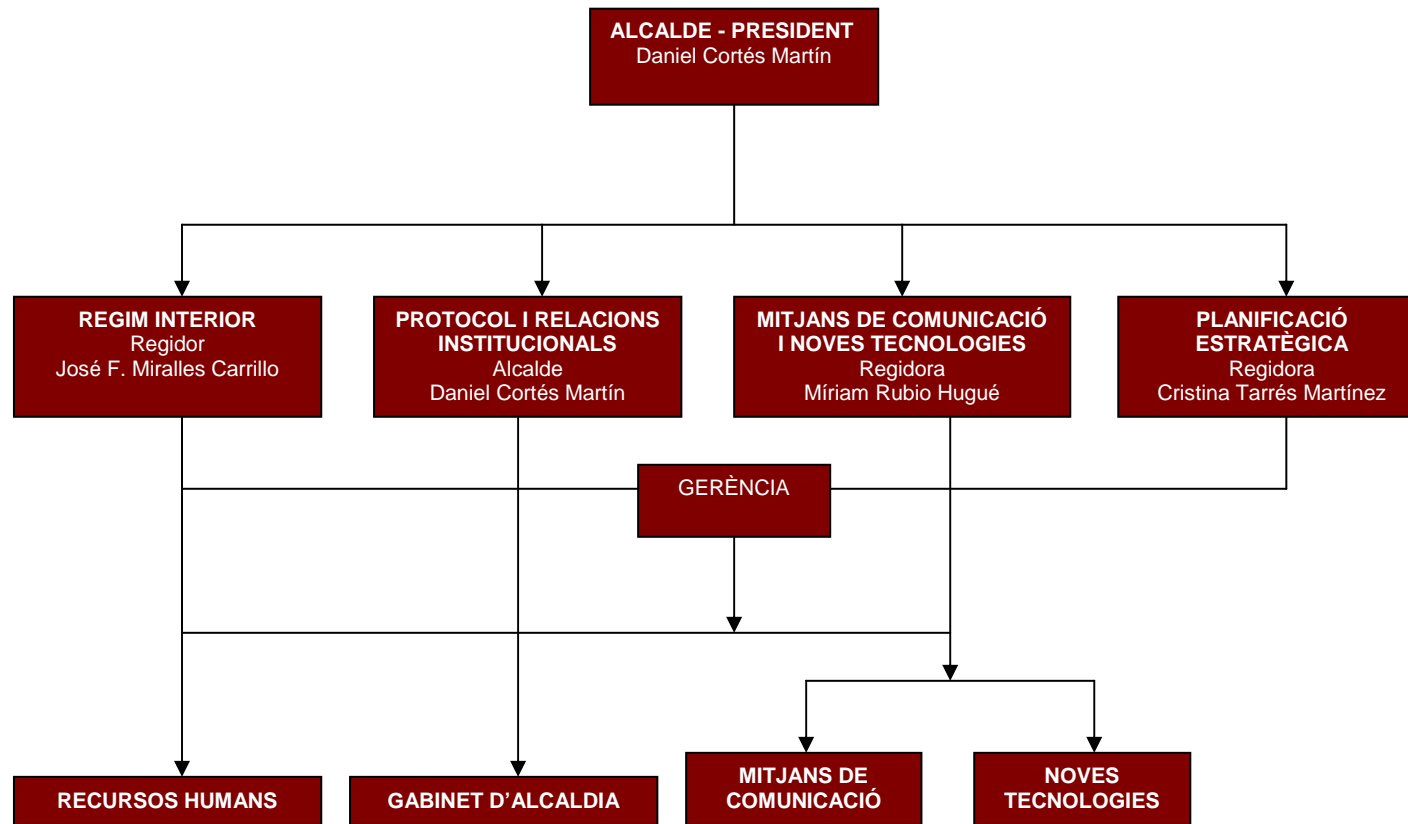 ALCALDE - PRESIDENT
Daniel Cortés Martín
REGIM INTERIOR
Regidor
José F. Miralles Carrillo
PROTOCOL I RELACIONS
INSTITUCIONALS
Alcalde
Daniel Cortés Martín
MITJANS DE COMUNICACIÓ
I NOVES TECNOLOGIES
Regidora
Míriam Rubio Hugué
PLANIFICACIÓ
ESTRATÈGICA
Regidora
Cristina Tarrés Martínez
GERÈNCIA
RECURSOS HUMANS
GABINET D’ALCALDIA
MITJANS DE
COMUNICACIÓ
NOVES
TECNOLOGIES